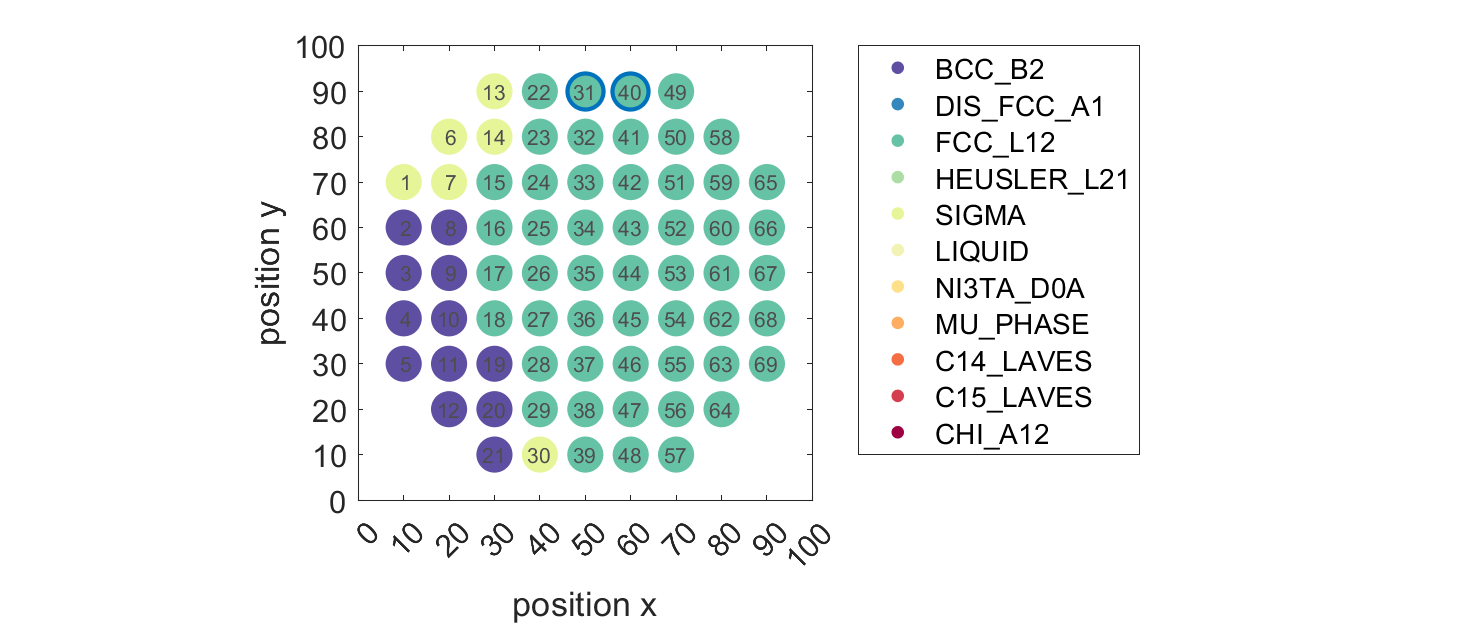 100
90
80
70
60
50
40
30
20
10
0
position y
13 22 31 40 49
6 14 23 32 41 50 58
1 7 15 24 33 42 51 59 65
2 8 16 25 34 43 52 60 66
3 9 17 26 35 44 53 61 67
4 10 18 27 36 45 54 62 68
5 11 19 28 37 46 55 63 69
12 20 29 38 47 56 64
21 30 39 48 57
0 10 20 30 40 50 60 70 80 90 100
position x
BCC_B2
DIS_FCC_A1
FCC_L12
HEUSLER_L21
SIGMA
LIQUID
NI3TA_D0A
MU_PHASE
C14_LAVES
C15_LAVES
CHI_A12